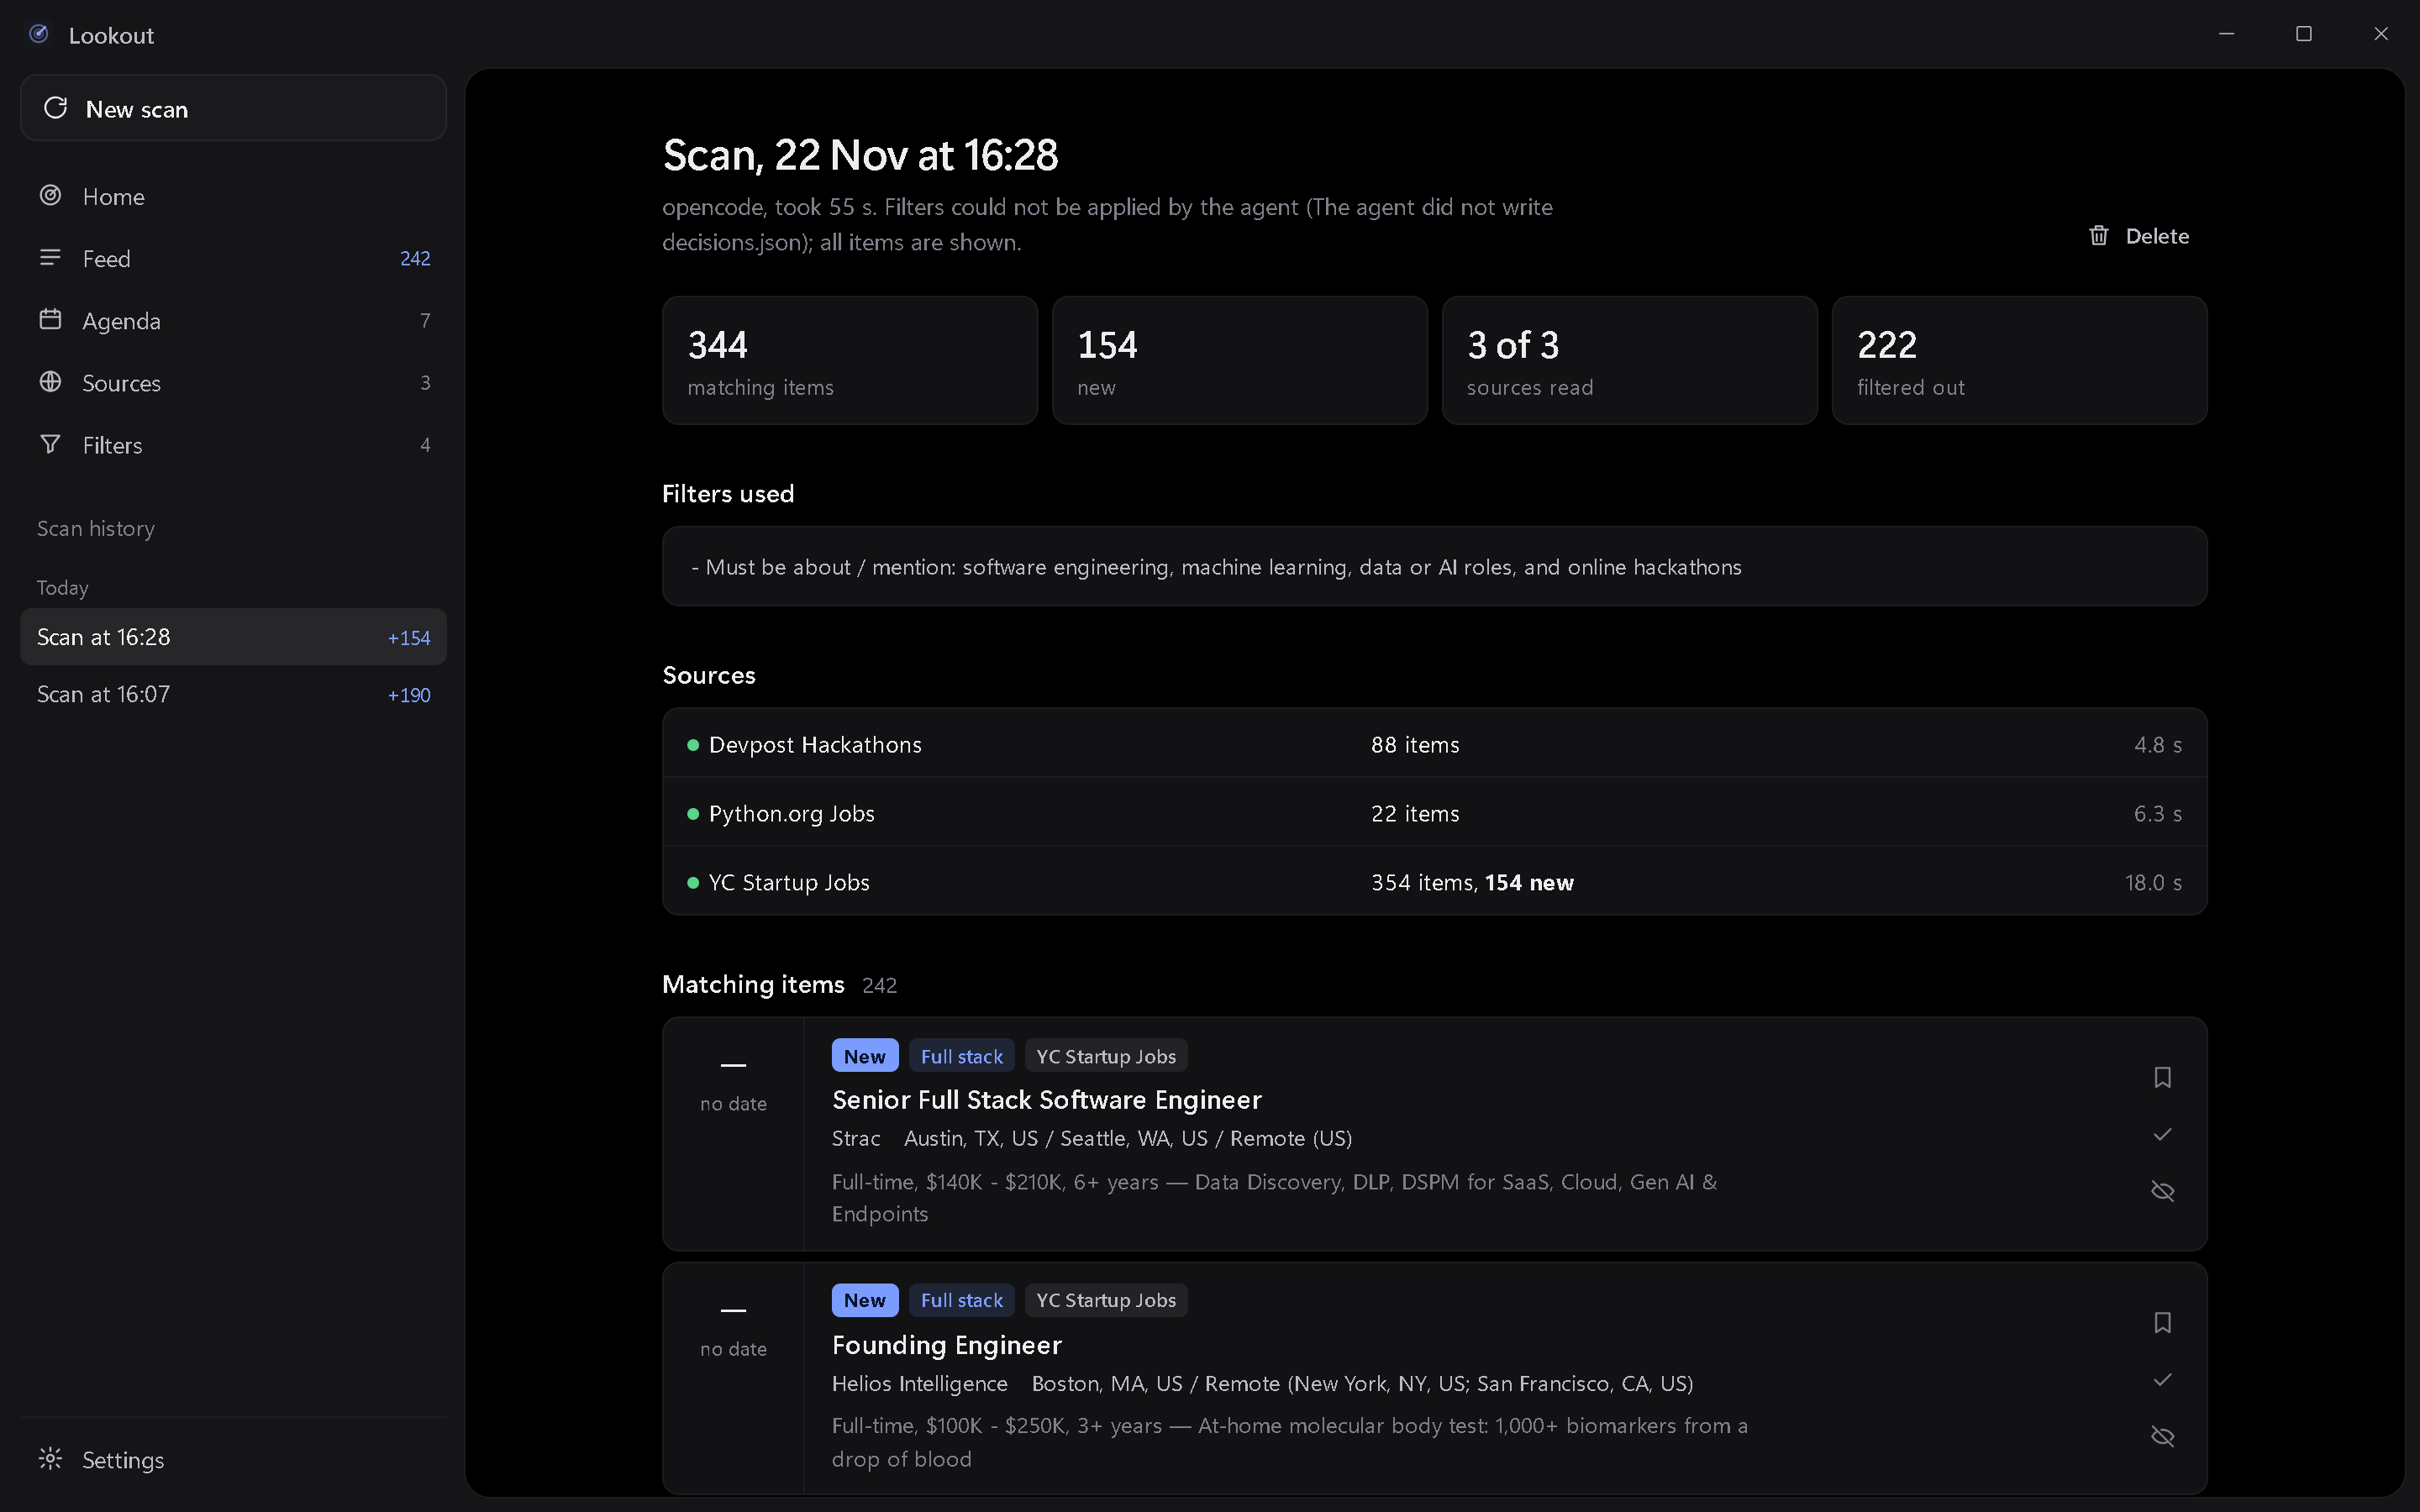 Lookout
New scan
Home
Feed 242
Agenda 7
Sources 3
Filters 4
Scan history
Today
Scan at 16:28 +154
Scan at 16:07 +190
Settings
Scan, 22 Nov at 16:28
opencode, took 55 s. Filters could not be applied by the agent (The agent did not write
decisions.json); all items are shown.
Delete
344
matching items
154
new
3 of 3
sources read
222
filtered out
Filters used
- Must be about / mention: software engineering, machine learning, data or AI roles, and online hackathons
Sources
Devpost Hackathons 88 items 4.8 s
Python.org Jobs 22 items 6.3 s
YC Startup Jobs 354 items, 154 new 18.0 s
Matching items 242
—
no date
New Full stack YC Startup Jobs
Senior Full Stack Software Engineer
Strac Austin, TX, US / Seattle, WA, US / Remote (US)
Full-time, $140K - $210K, 6+ years — Data Discovery, DLP, DSPM for SaaS, Cloud, Gen AI &
Endpoints
—
no date
New Full stack YC Startup Jobs
Founding Engineer
Helios Intelligence Boston, MA, US / Remote (New York, NY, US; San Francisco, CA, US)
Full-time, $100K - $250K, 3+ years — At-home molecular body test: 1,000+ biomarkers from a
drop of blood